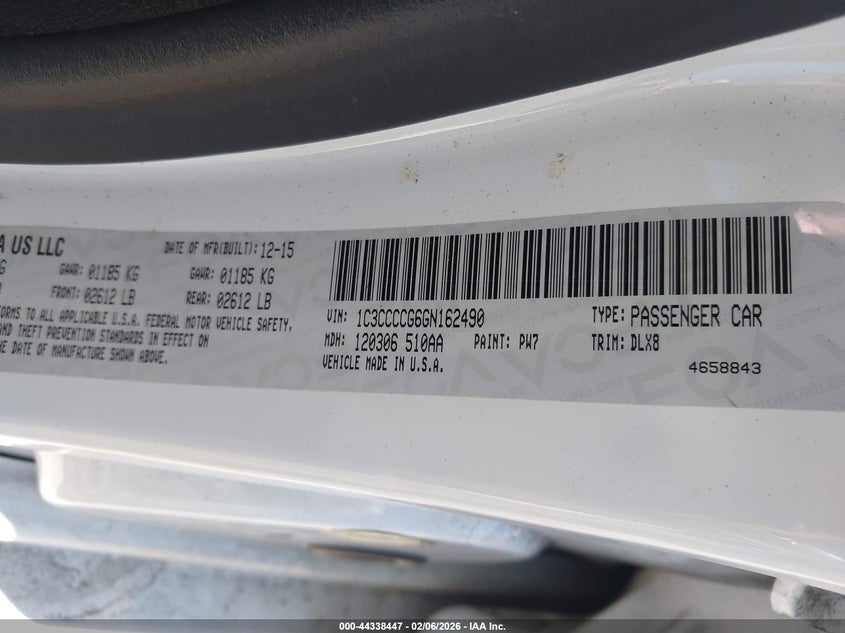 A US LLC
DATE OF MFR(BUILT): 12-15
G GAWR: 01185 KG GAWR: 01185 KG
FRONT: 02612 LB REAR: 02612 LB
FORMS TO ALL APPLICABLE U.S.A. FEDERAL MOTOR VEHICLE SAFETY,
AND THEFT PREVENTION STANDARDS IN EFFECT ON
THE DATE OF MANUFACTURE SHOWN ABOVE.
VIN: 1C3CCCCG6GN162490 TYPE: PASSENGER CAR
MDH: 120306 510AA PAINT: PW7 TRIM: DLX8
VEHICLE MADE IN U.S.A. 4658843
000-44338447 - 02/06/2026 - IAA Inc.